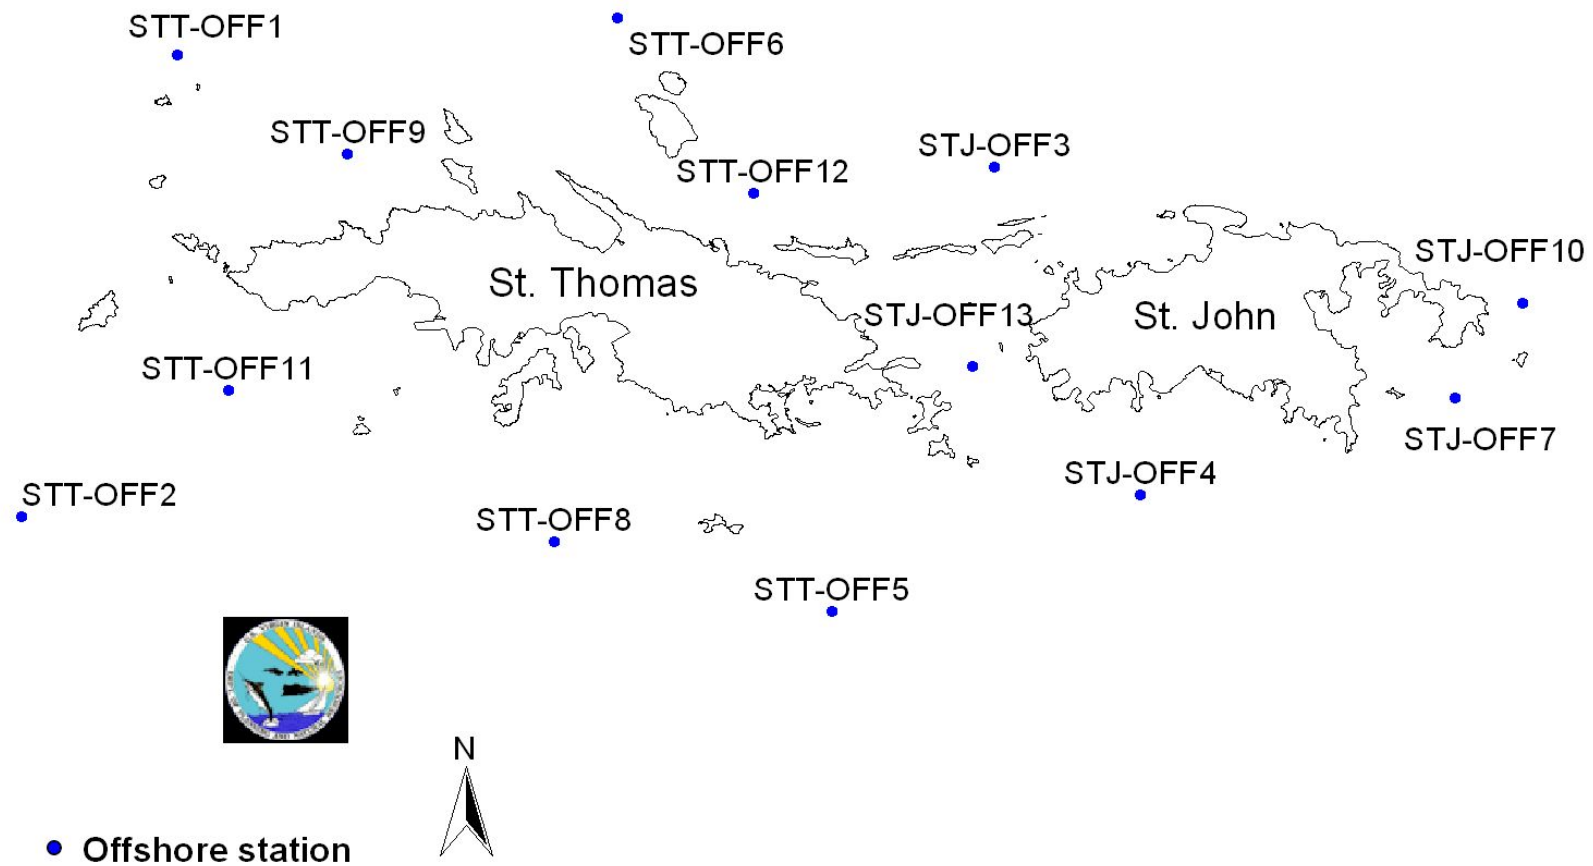 STT-OFF1
STT-OFF6
STT-OFF9
STJ-OFF3
STT-OFF12
STJ-OFF10
St. Thomas
STJ-OFF13
St. John
STT-OFF11
STJ-OFF7
STJ-OFF4
STT-OFF2
STT-OFF8
STT-OFF5
N
Offshore station